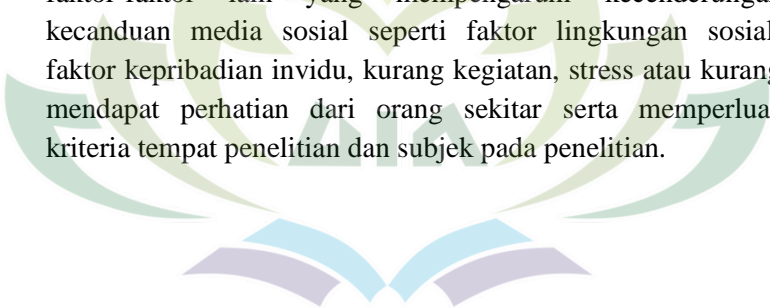 kecanduan media sosial seperti faktor lingkungan sosial
faktor kepribadian invidu, kurang kegiatan, stress atau kurang
mendapat perhatian dari orang sekitar serta memperlua
kriteria tempat penelitian dan subjek pada penelitian.